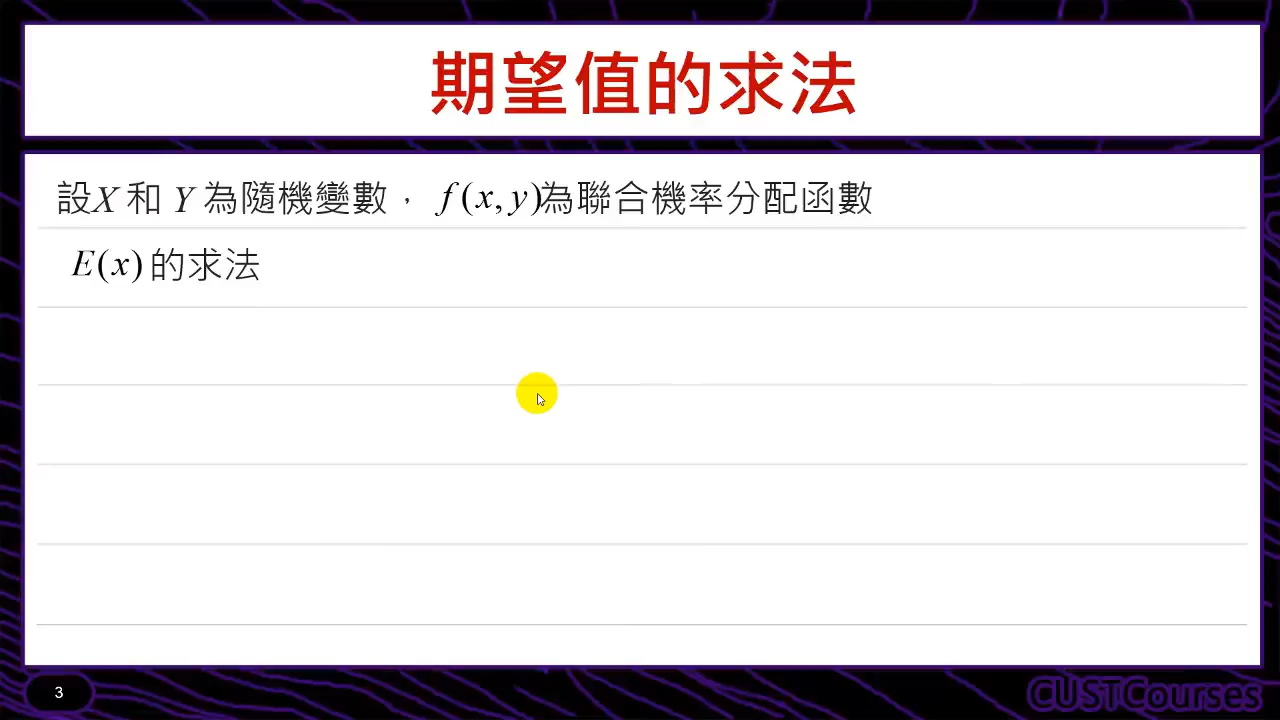 期望值的求法
設X 和 Y 為隨機變數， f(x, y)為聯合機率分配函數
E(x)的求法
3
CUSTCourses